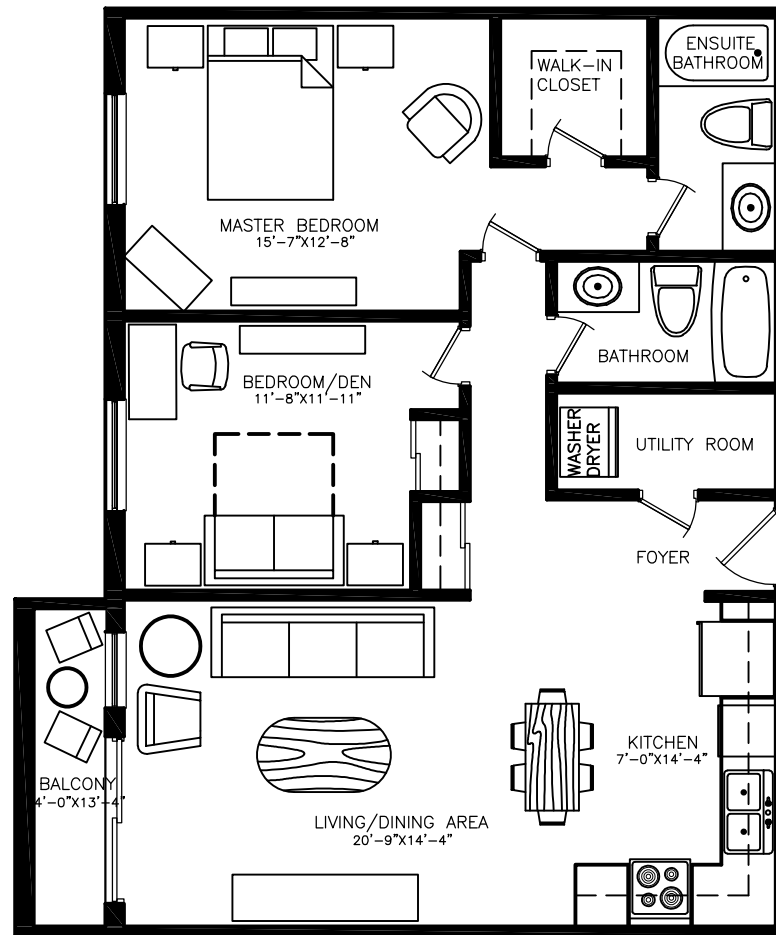 ENSUITE
BATHROOM
WALK-IN
CLOSET
MASTER BEDROOM
15'-7"X12'-8"
BATHROOM
BEDROOM/DEN
11'-8"X11'-11"
WASHER
DRYER
UTILITY ROOM
FOYER
KITCHEN
7'-0"X14'-4"
BALCONY
4'-0"X13'-4"
LIVING/DINING AREA
20'-9"X14'-4"